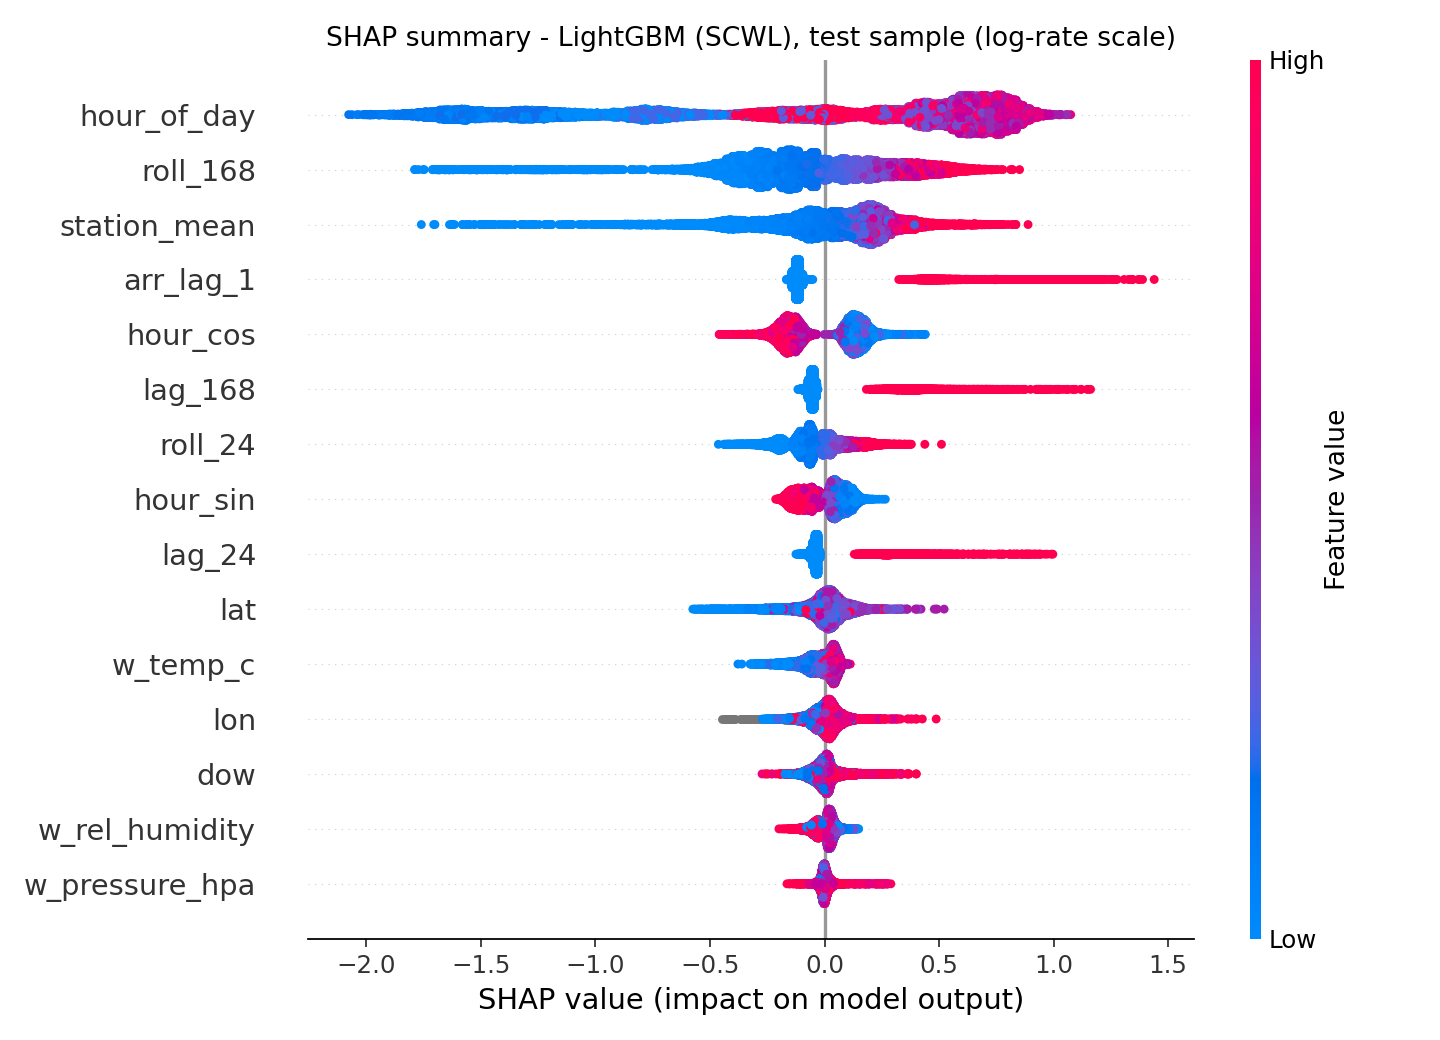 SHAP summary - LightGBM (SCWL), test sample (log-rate scale)
High
hour_of_day
roll_168
station_mean
arr_lag_1
hour_cos
lag_168
roll_24
hour_sin
lag_24
lat
w_temp_c
lon
dow
w_rel_humidity
w_pressure_hpa
Feature value
Low
−2.0 −1.5 −1.0 −0.5 0.0 0.5 1.0 1.5
SHAP value (impact on model output)